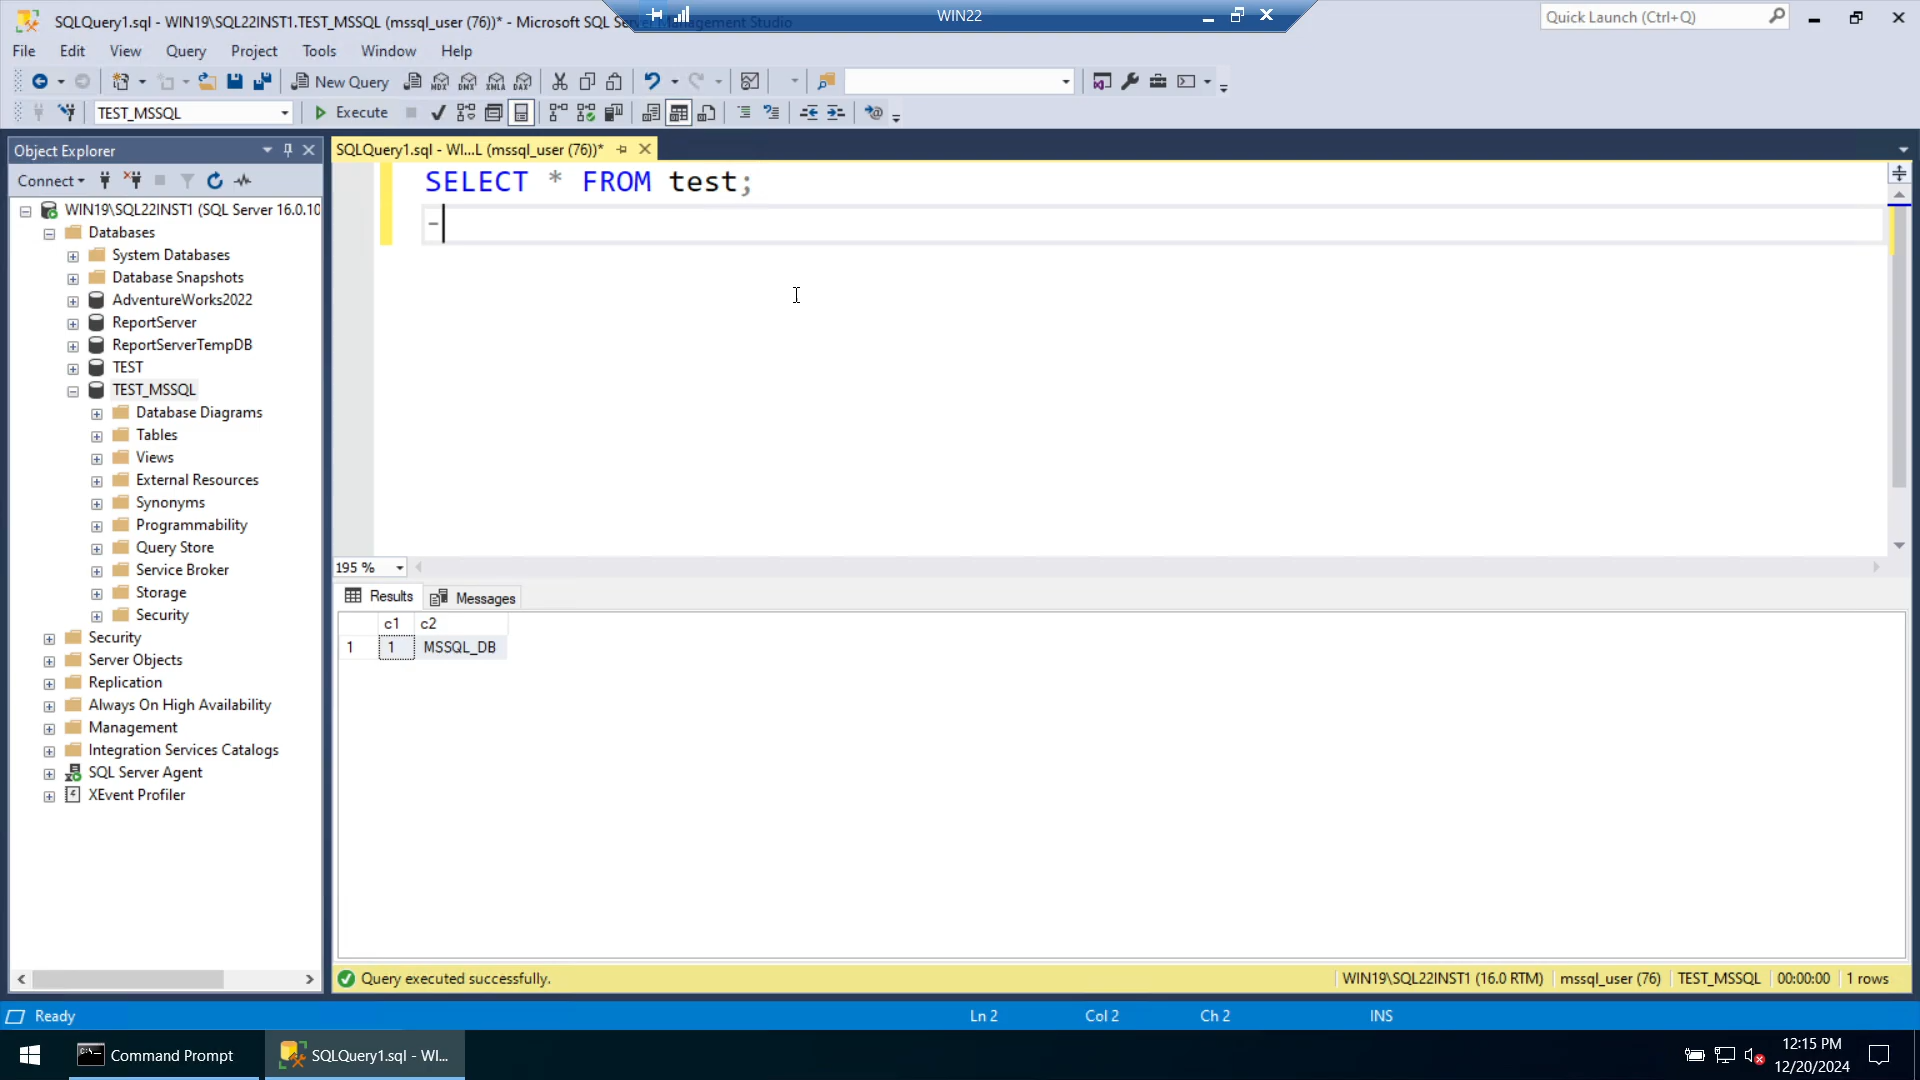 SQLQuery1.sql - WIN19\SQL22INST1.TEST_MSSQL (mssql_user (76))* - Microsoft SQL Server Management Studio
WIN22
Quick Launch (Ctrl+Q)
File Edit View Query Project Tools Window Help
New Query MDX DMX XMLA DAX
TEST_MSSQL
Execute
Object Explorer
SQLQuery1.sql - WI...L (mssql_user (76))*
Connect
SELECT * FROM test;
-
WIN19\SQL22INST1 (SQL Server 16.0.10
Databases
System Databases
Database Snapshots
AdventureWorks2022
ReportServer
ReportServerTempDB
TEST
TEST_MSSQL
Database Diagrams
Tables
Views
External Resources
Synonyms
Programmability
Query Store
Service Broker
Storage
Security
Security
Server Objects
Replication
Always On High Availability
Management
Integration Services Catalogs
SQL Server Agent
XEvent Profiler
195 %
Results Messages
c1 c2
1 1 MSSQL_DB
Query executed successfully.
WIN19\SQL22INST1 (16.0 RTM) mssql_user (76) TEST_MSSQL 00:00:00 1 rows
Ready
Ln 2 Col 2 Ch 2 INS
Command Prompt
SQLQuery1.sql - WI...
12:15 PM
12/20/2024